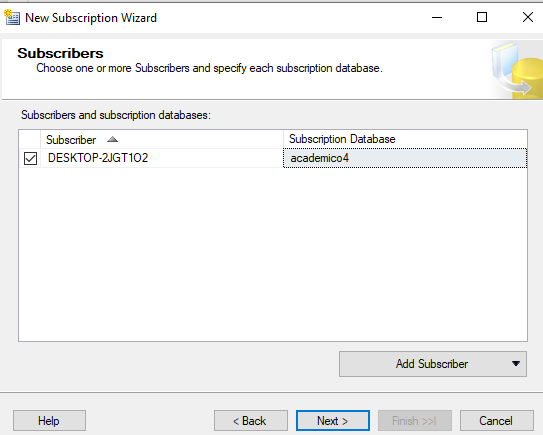 New Subscription Wizard
Subscribers
Choose one or more Subscribers and specify each subscription database.
Subscribers and subscription databases:
Subscriber Subscription Database
DESKTOP-2JGT1O2 academico4
Add Subscriber
Help < Back Next > Finish >>| Cancel